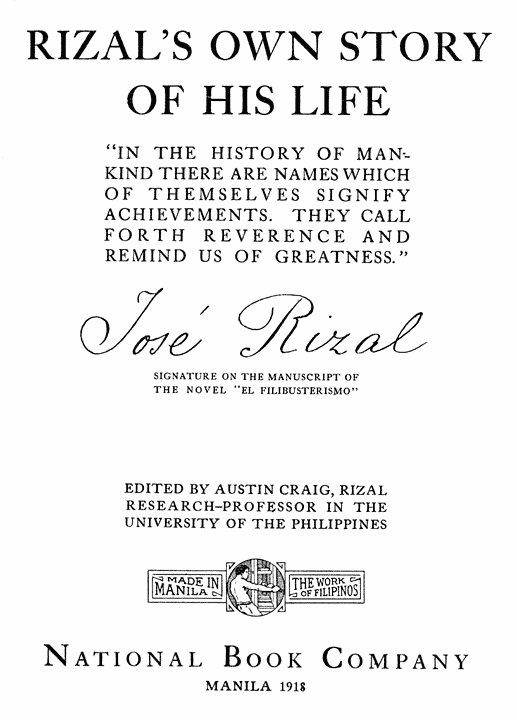 RIZAL'S OWN STORY
OF HIS LIFE
"IN THE HISTORY OF MAN-
KIND THERE ARE NAMES WHICH
OF THEMSELVES SIGNIFY
ACHIEVEMENTS. THEY CALL
FORTH REVERENCE AND
REMIND US OF GREATNESS."
José Rizal
SIGNATURE ON THE MANUSCRIPT OF
THE NOVEL "EL FILIBUSTERISMO"
EDITED BY AUSTIN CRAIG, RIZAL
RESEARCH-PROFESSOR IN THE
UNIVERSITY OF THE PHILIPPINES
MADE IN
MANILA
THE WORK
OF FILIPINOS
NATIONAL BOOK COMPANY
MANILA 1918